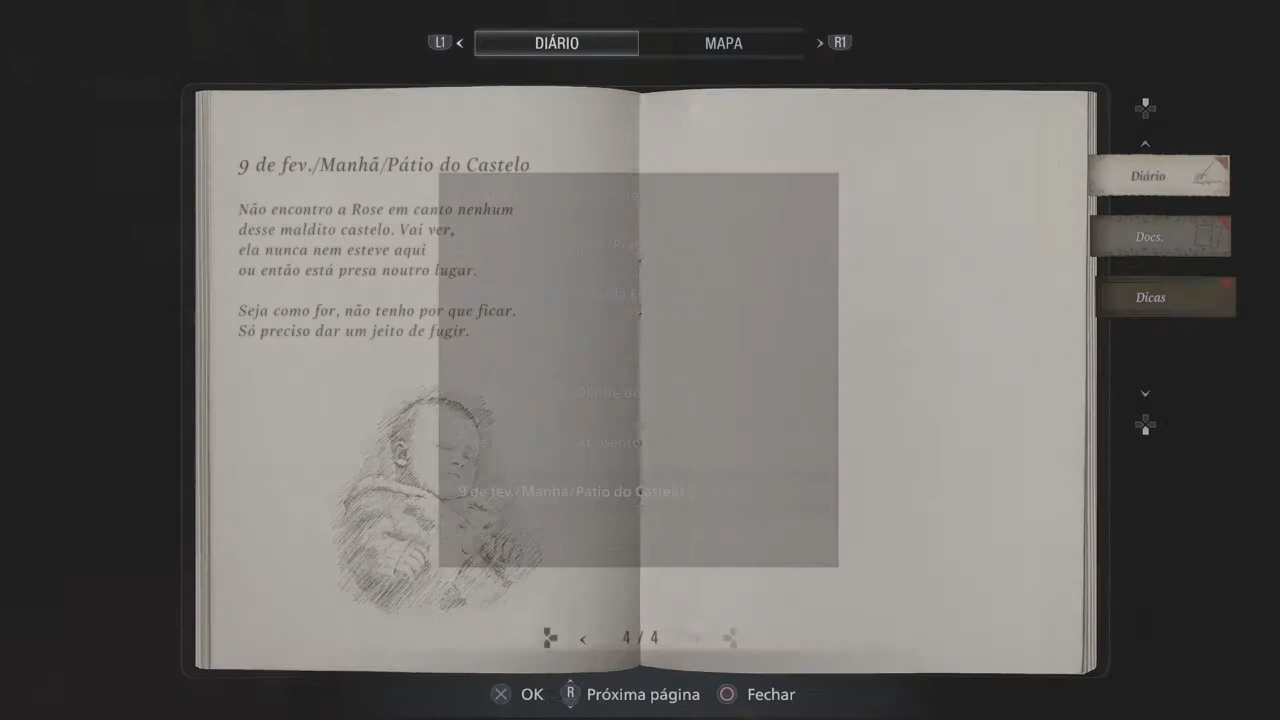 L1
DIÁRIO
MAPA
R1
9 de fev./Manhã/Pátio do Castelo
Não encontro a Rose em canto nenhum
desse maldito castelo. Vai ver,
ela nunca nem esteve aqui
ou então está presa noutro lugar.
Seja como for, não tenho por que ficar.
Só preciso dar um jeito de fugir.
Diário
Docs.
Dicas
9 de fev./Manhã/Pátio do Castelo
4 / 4
OK
R
Próxima página
Fechar